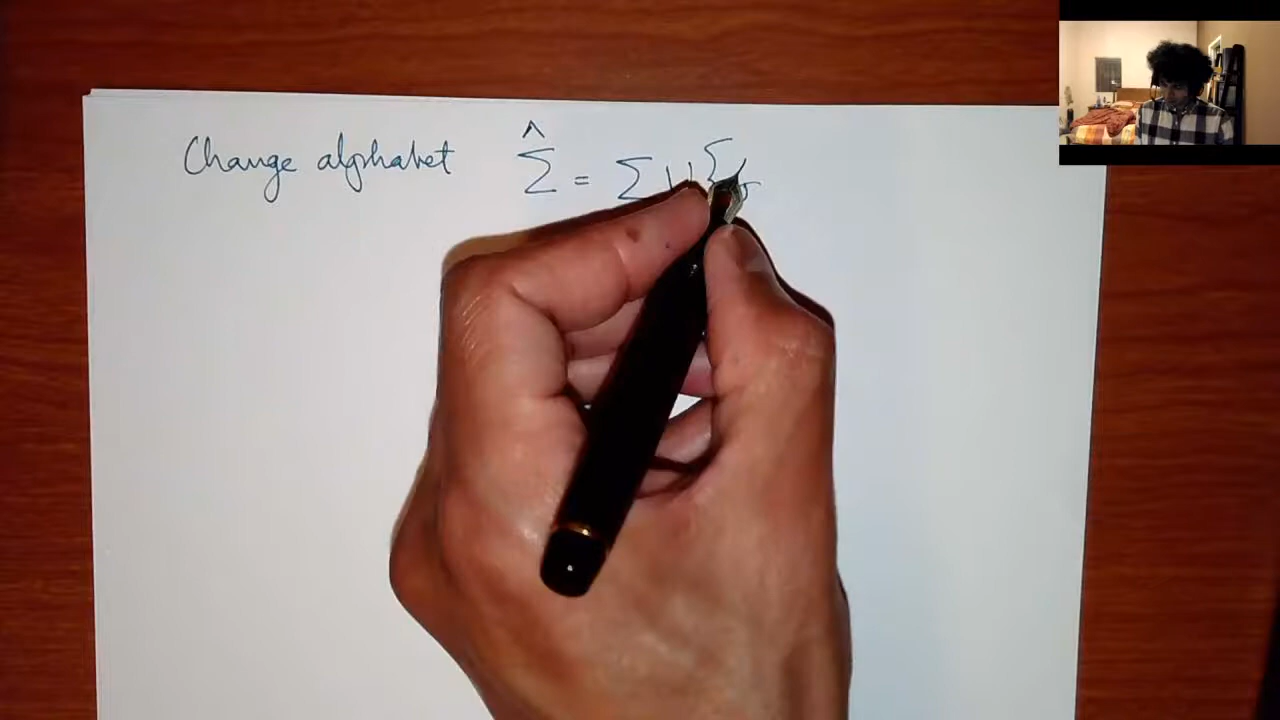 Change alphabet Σ̂ = Σ ∪ {